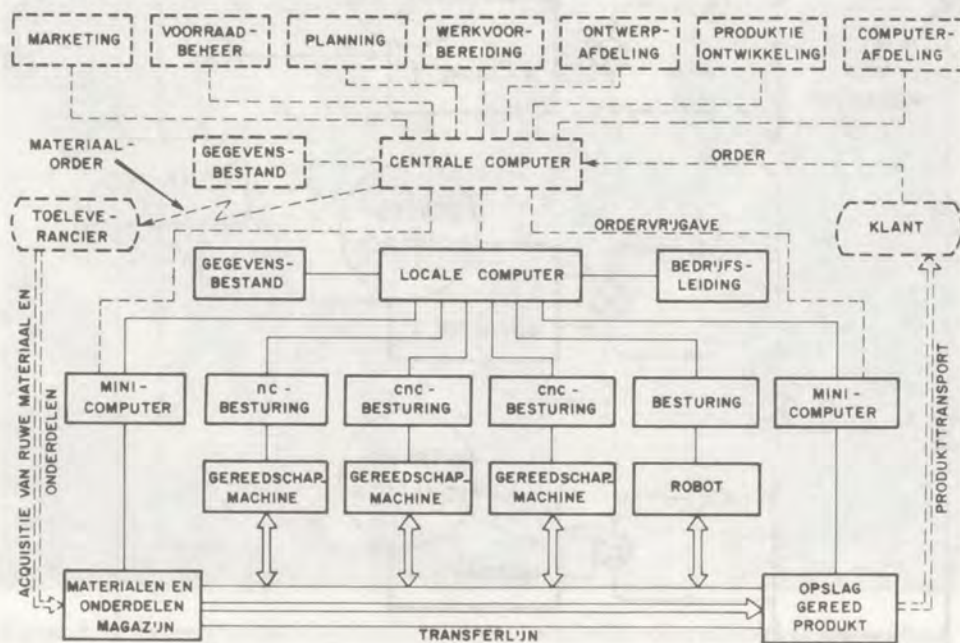 MARKETING
VOORRAAD-
BEHEER
PLANNING
WERKVOOR-
BEREIDING
ONTWERP-
AFDELING
PRODUKTIE
ONTWIKKELING
COMPUTER-
AFDELING
MATERIAAL-
ORDER
GEGEVENS-
BESTAND
CENTRALE COMPUTER
ORDER
TOELEVE-
RANCIER
ORDERVRIJGAVE
KLANT
GEGEVENS-
BESTAND
LOCALE COMPUTER
BEDRIJFS-
LEIDING
ACQUISITIE VAN RUWE MATERIAAL EN
ONDERDELEN
MINI-
COMPUTER
nc-
BESTURING
cnc-
BESTURING
cnc-
BESTURING
BESTURING
MINI-
COMPUTER
PRODUKTTRANSPORT
GEREEDSCHAP-
MACHINE
GEREEDSCHAP-
MACHINE
GEREEDSCHAP-
MACHINE
ROBOT
MATERIALEN EN
ONDERDELEN
MAGAZIJN
TRANSFERLIJN
OPSLAG
GEREED
PRODUKT